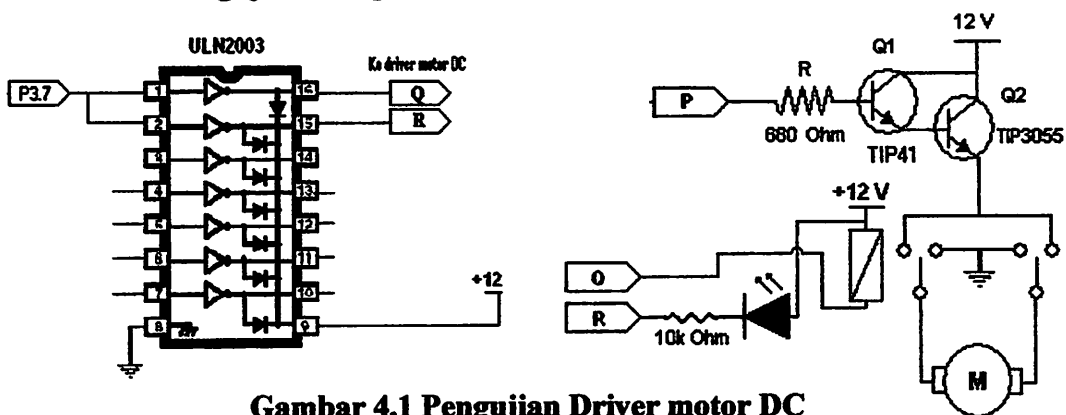 ULN2003
Ke driver motor DC
P3.7
1
2
3
4
5
6
7
8
16
15
14
13
12
11
10
9
Q
R
+12
12 V
Q1
Q2
P
R
680 Ohm
TIP41
TIP3055
+12 V
Q
R
10k Ohm
M
Gambar 4.1 Pengujian Driver motor DC